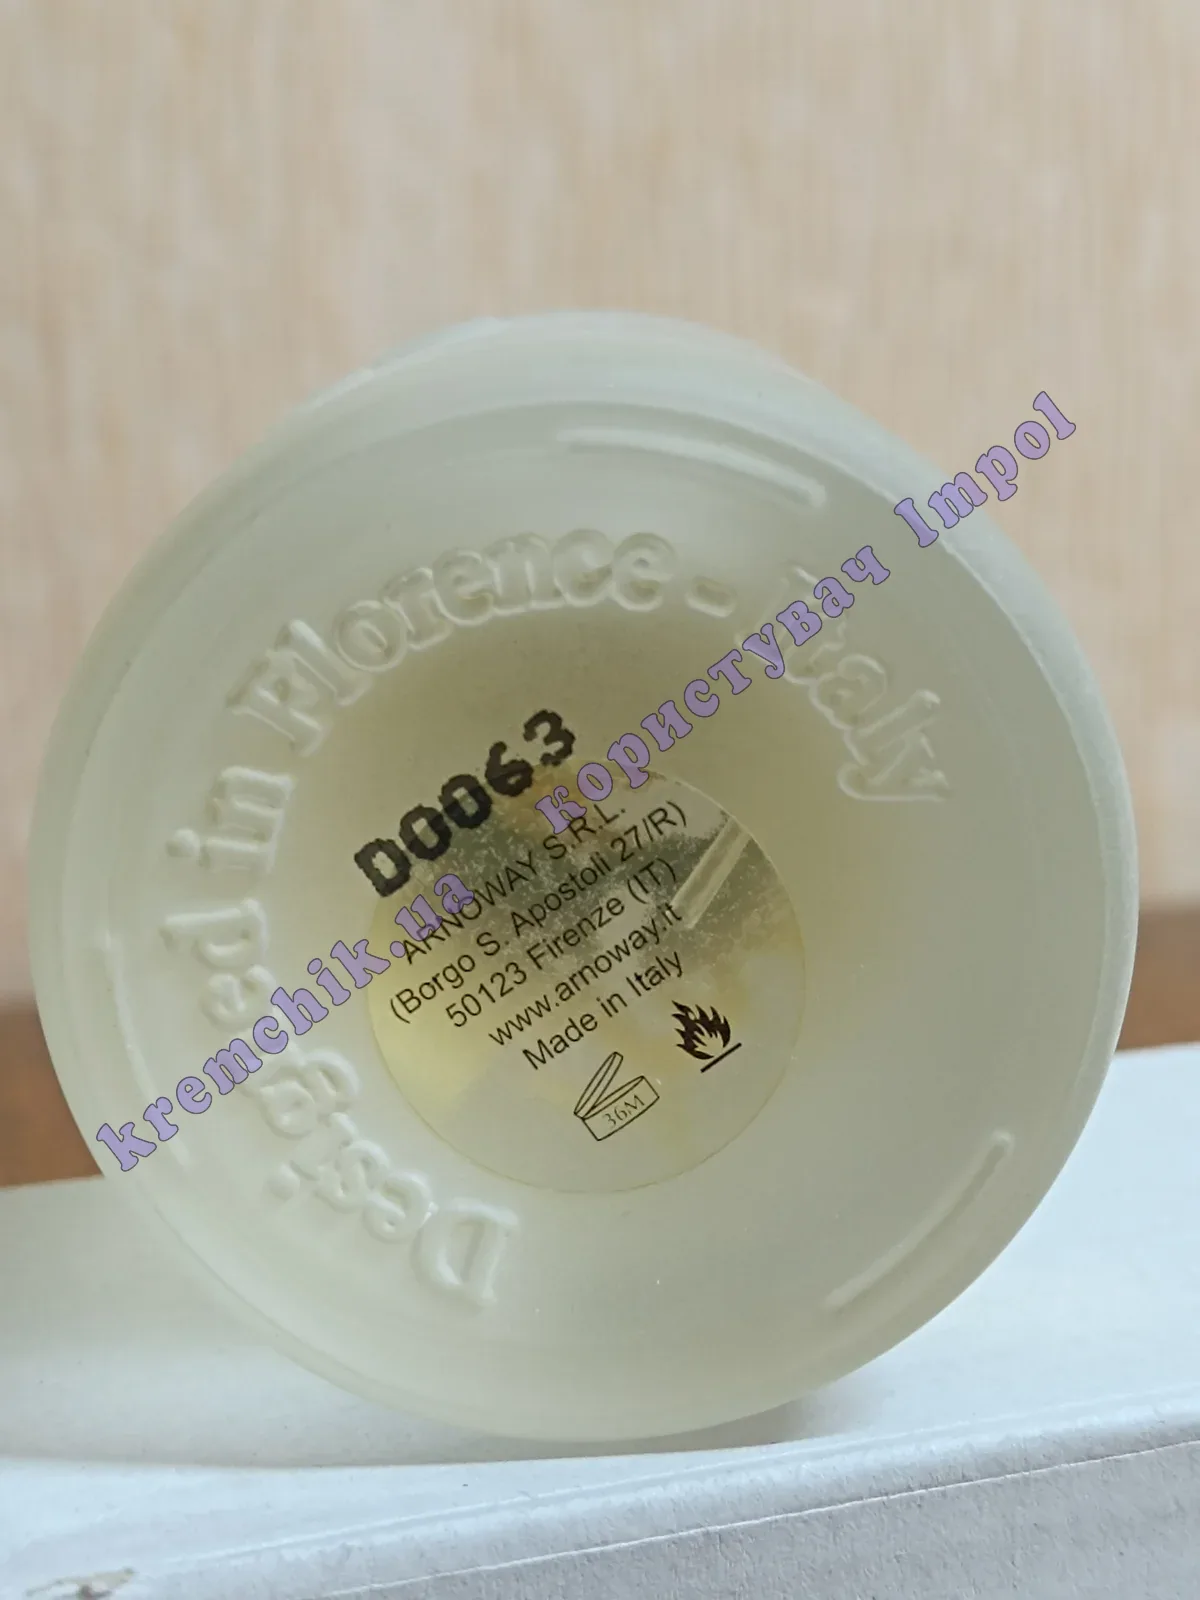 Designed in Florence - Italy
D0063
ARNOWAY S.R.L.
(Borgo S. Apostoli 27/R)
50123 Firenze (IT)
www.arnoway.it
Made in Italy
36M
kremchik.ua користувач Impol